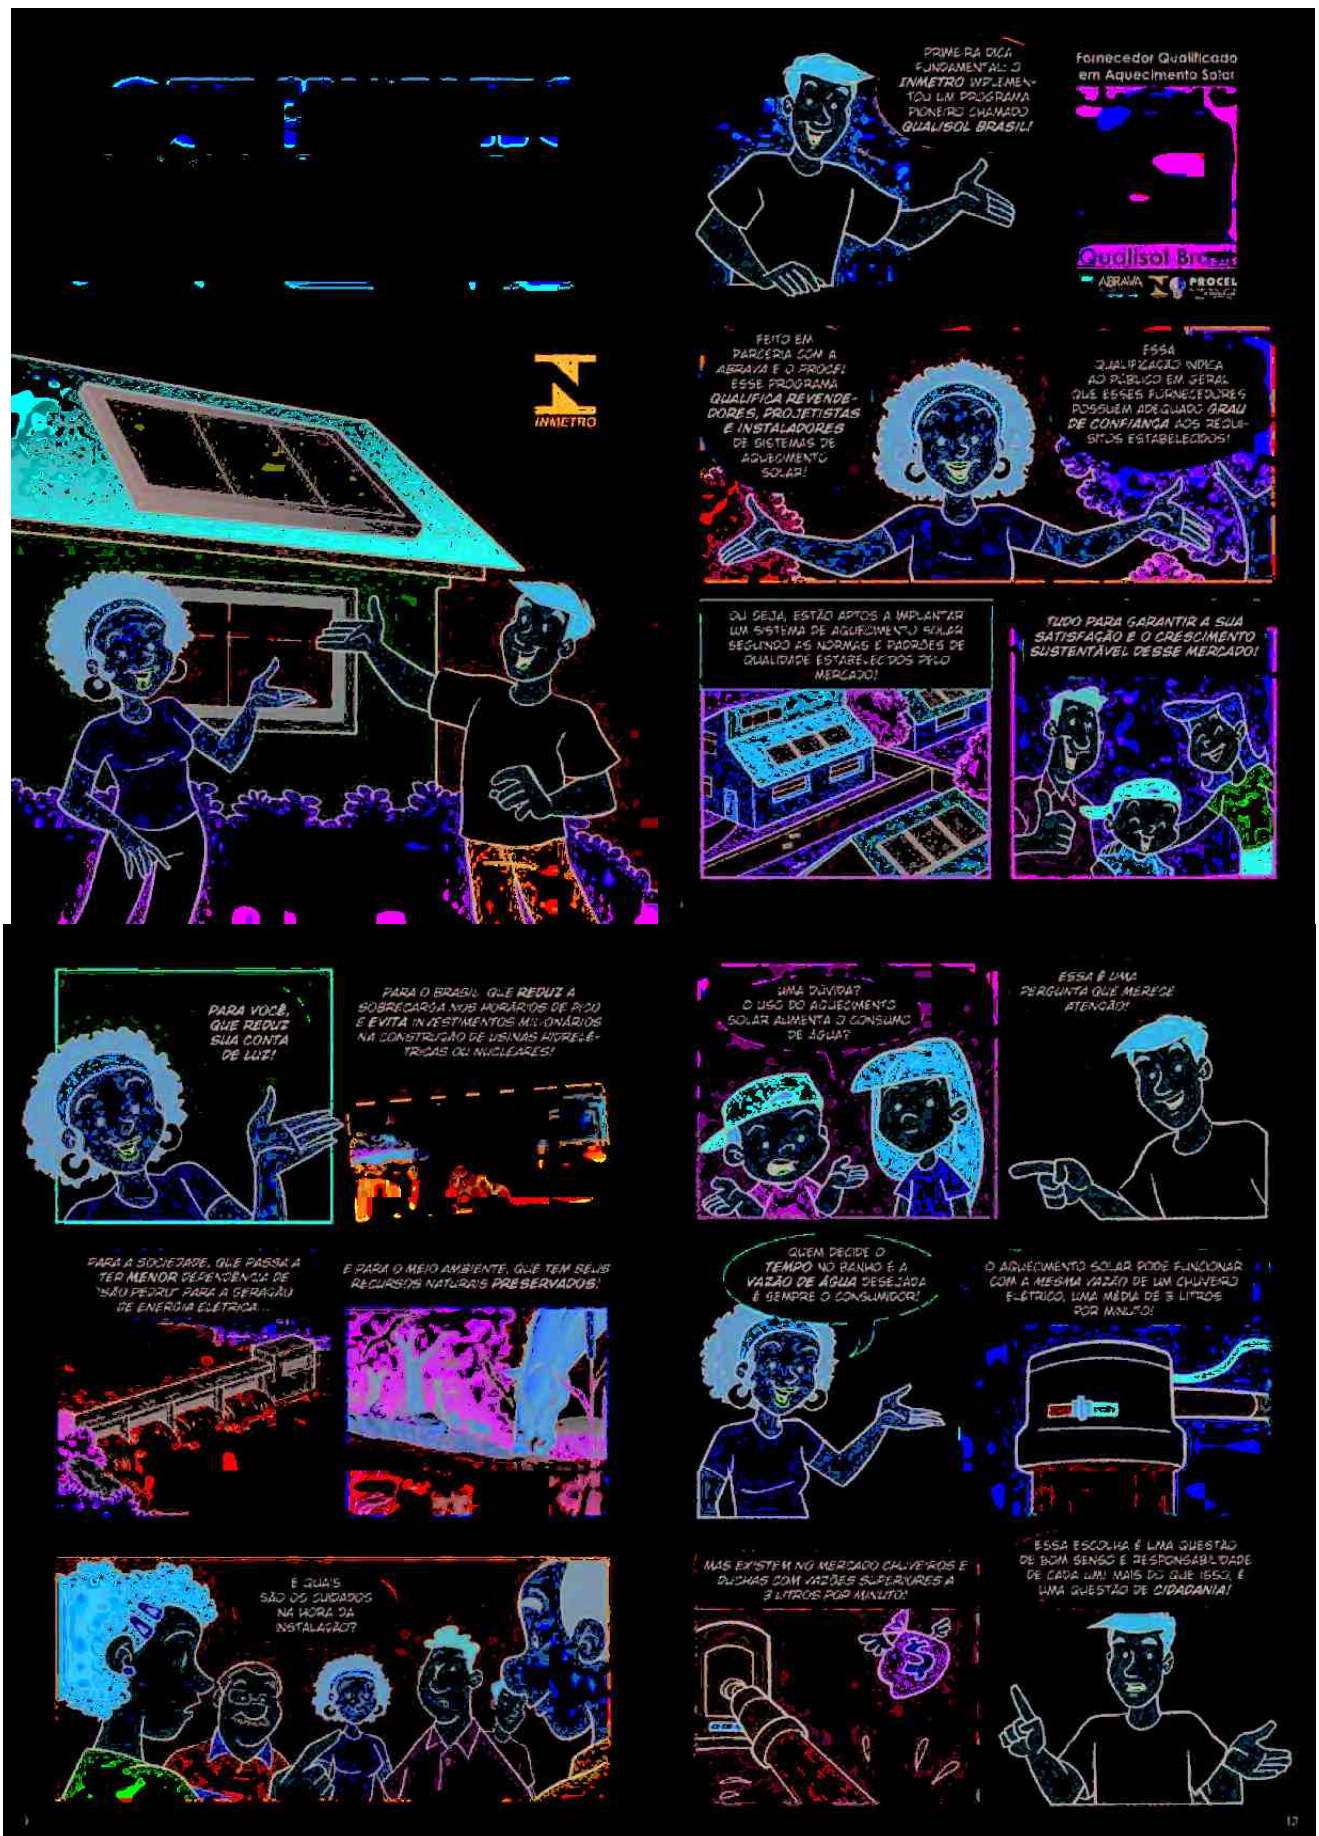 INMETRO
PRIMEIRA DICA
FUNDAMENTAL: O
INMETRO IMPLEMEN-
TOU UM PROGRAMA
PIONEIRO CHAMADO
QUALISOL BRASIL!
Fornecedor Qualificado
em Aquecimento Solar
Qualisol Brasil
ABRAVA
PROCEL
FEITO EM
PARCERIA COM A
ABRAVA E O PROCEL
ESSE PROGRAMA
QUALIFICA REVENDE-
DORES, PROJETISTAS
E INSTALADORES
DE SISTEMAS DE
AQUECIMENTO
SOLAR!
ESSA
QUALIFICAÇÃO INDICA
AO PÚBLICO EM GERAL
QUE ESSES FORNECEDORES
POSSUEM ADEQUADO GRAU
DE CONFIANÇA AOS REQUI-
SITOS ESTABELECIDOS!
OU SEJA, ESTÃO APTOS A IMPLANTAR
UM SISTEMA DE AQUECIMENTO SOLAR
SEGUNDO AS NORMAS E PADRÕES DE
QUALIDADE ESTABELECIDOS PELO
MERCADO!
TUDO PARA GARANTIR A SUA
SATISFAÇÃO E O CRESCIMENTO
SUSTENTÁVEL DESSE MERCADO!
PARA VOCÊ,
QUE REDUZ
SUA CONTA
DE LUZ!
PARA O BRASIL QUE REDUZ A
SOBRECARGA NOS HORÁRIOS DE PICO
E EVITA INVESTIMENTOS MILIONÁRIOS
NA CONSTRUÇÃO DE USINAS HIDRELÉ-
TRICAS OU NUCLEARES!
PARA A SOCIEDADE, QUE PASSA A
TER MENOR DEPENDÊNCIA DE
"SÃO PEDRO" PARA A GERAÇÃO
DE ENERGIA ELÉTRICA...
E PARA O MEIO AMBIENTE, QUE TEM SEUS
RECURSOS NATURAIS PRESERVADOS!
E QUAIS
SÃO OS CUIDADOS
NA HORA DA
INSTALAÇÃO?
UMA DÚVIDA?
O USO DO AQUECIMENTO
SOLAR AUMENTA O CONSUMO
DE ÁGUA?
ESSA É UMA
PERGUNTA QUE MERECE
ATENÇÃO!
QUEM DECIDE O
TEMPO NO BANHO E A
VAZÃO DE ÁGUA DESEJADA
É SEMPRE O CONSUMIDOR!
O AQUECIMENTO SOLAR PODE FUNCIONAR
COM A MESMA VAZÃO DE UM CHUVEIRO
ELÉTRICO, UMA MÉDIA DE 3 LITROS
POR MINUTO!
MAS EXISTEM NO MERCADO CHUVEIROS E
DUCHAS COM VAZÕES SUPERIORES A
3 LITROS POR MINUTO!
ESSA ESCOLHA É UMA QUESTÃO
DE BOM SENSO E RESPONSABILIDADE
DE CADA UM! MAIS DO QUE ISSO, É
UMA QUESTÃO DE CIDADANIA!